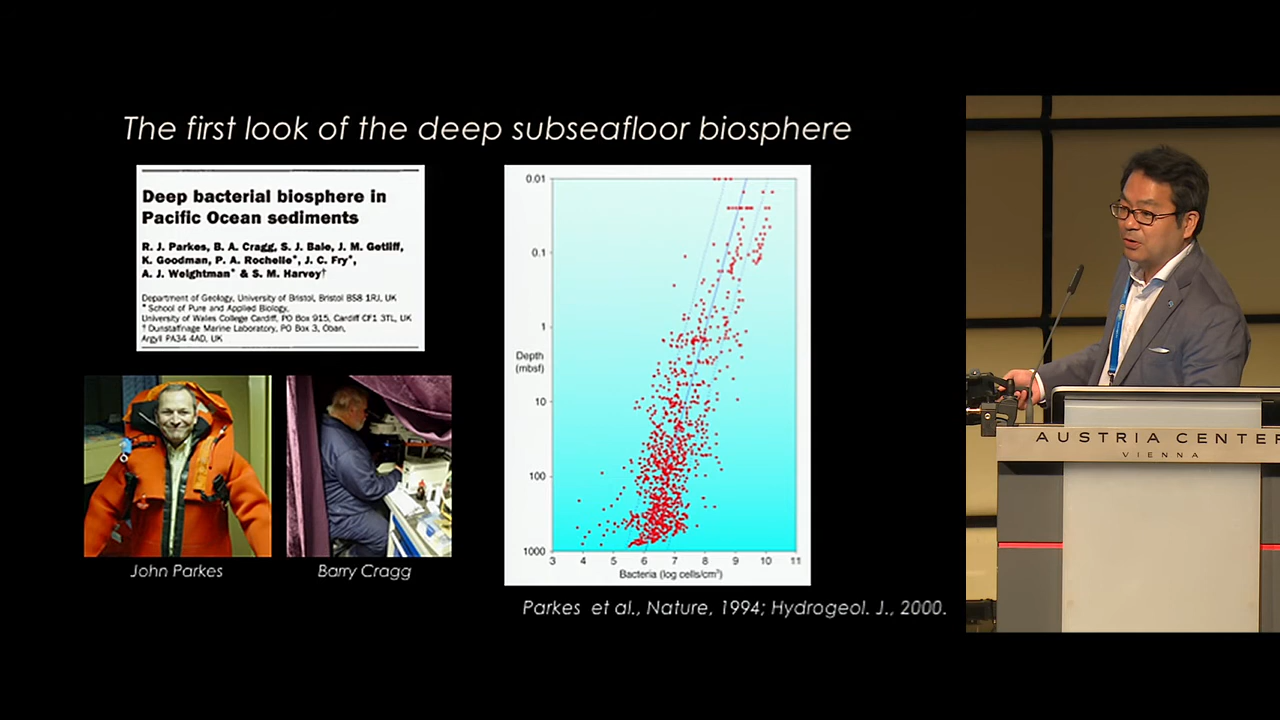 The first look of the deep subseafloor biosphere
Deep bacterial biosphere in
Pacific Ocean sediments
R. J. Parkes, B. A. Cragg, S. J. Bale, J. M. Getliff,
K. Goodman, P. A. Rochelle*, J. C. Fry*,
A. J. Weightman* & S. M. Harvey†
Department of Geology, University of Bristol, Bristol BS8 1RJ, UK
* School of Pure and Applied Biology,
University of Wales College Cardiff, PO Box 915, Cardiff CF1 3TL, UK
† Dunstaffnage Marine Laboratory, PO Box 3, Oban,
Argyll PA34 4AD, UK
John Parkes
Barry Cragg
0.01
0.1
1
Depth
(mbsf)
10
100
1000
3 4 5 6 7 8 9 10 11
Bacteria (log cells/cm³)
Parkes et al., Nature, 1994; Hydrogeol. J., 2000.
AUSTRIA CENTER
VIENNA